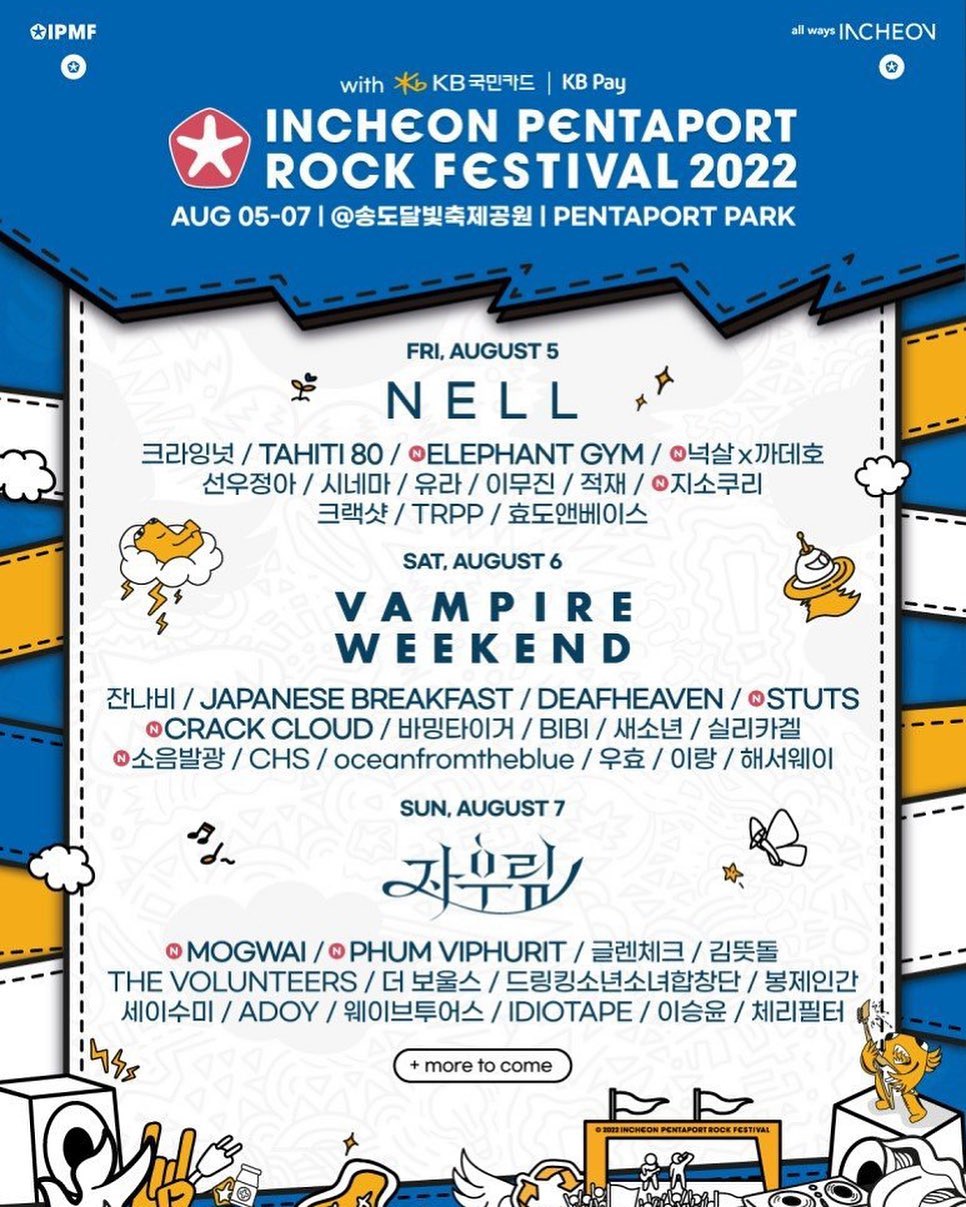 IPMF
all ways INCHEON
with KB국민카드 | KB Pay
INCHEON PENTAPORT
ROCK FESTIVAL 2022
AUG 05-07 | @송도달빛축제공원 | PENTAPORT PARK
FRI, AUGUST 5
NELL
크라잉넛 / TAHITI 80 / N ELEPHANT GYM / N 넉살x까데호
선우정아 / 시네마 / 유라 / 이무진 / 적재 / N 지소쿠리
크랙샷 / TRPP / 효도앤베이스
SAT, AUGUST 6
VAMPIRE
WEEKEND
잔나비 / JAPANESE BREAKFAST / DEAFHEAVEN / N STUTS
N CRACK CLOUD / 바밍타이거 / BIBI / 새소년 / 실리카겔
N 소음발광 / CHS / oceanfromtheblue / 우효 / 이랑 / 해서웨이
SUN, AUGUST 7
자우림
N MOGWAI / N PHUM VIPHURIT / 글렌체크 / 김뜻돌
THE VOLUNTEERS / 더 보울스 / 드링킹소년소녀합창단 / 봉제인간
세이수미 / ADOY / 웨이브투어스 / IDIOTAPE / 이승윤 / 체리필터
+ more to come
© 2022 INCHEON PENTAPORT ROCK FESTIVAL